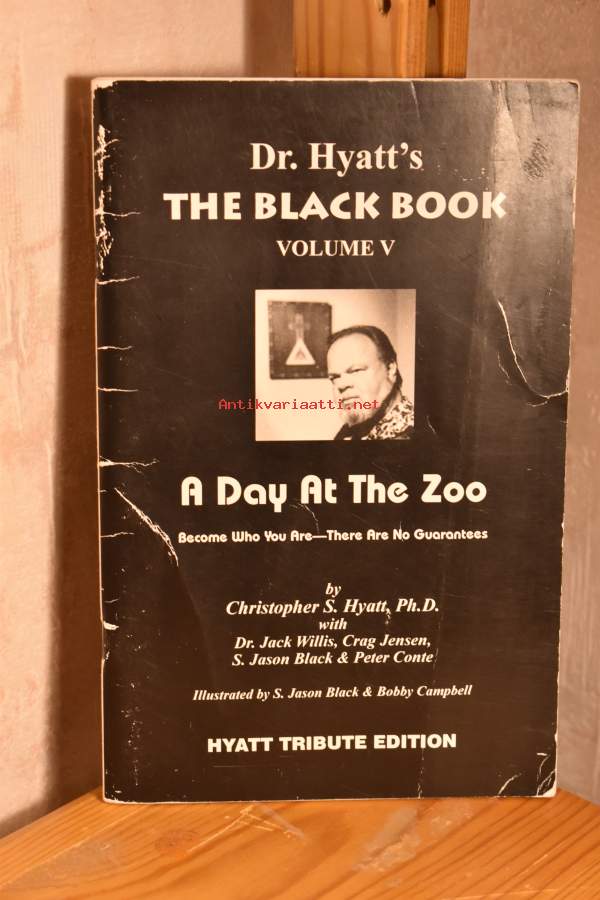 Dr. Hyatt's
THE BLACK BOOK
VOLUME V
Antikvariaatti.net
A Day At The Zoo
Become Who You Are—There Are No Guarantees
by
Christopher S. Hyatt, Ph.D.
with
Dr. Jack Willis, Crag Jensen,
S. Jason Black & Peter Conte
Illustrated by S. Jason Black & Bobby Campbell
HYATT TRIBUTE EDITION